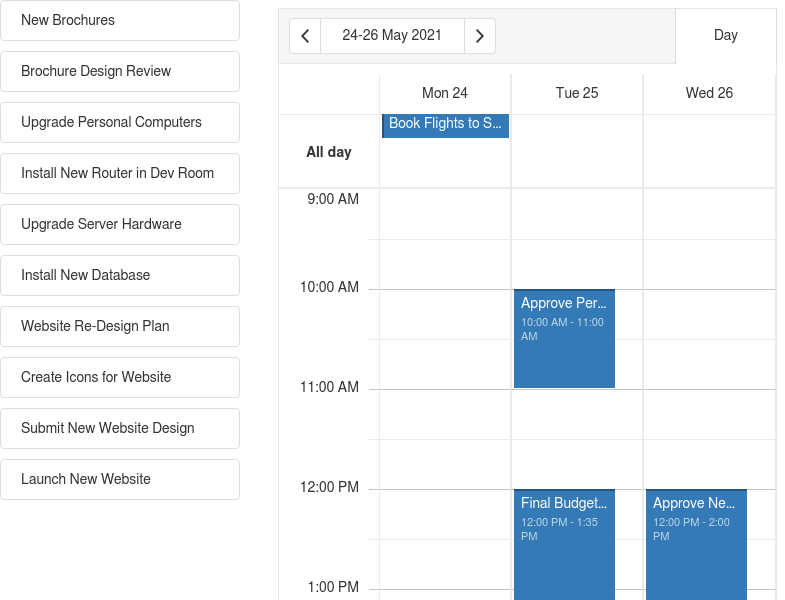 New Brochures
Brochure Design Review
Upgrade Personal Computers
Install New Router in Dev Room
Upgrade Server Hardware
Install New Database
Website Re-Design Plan
Create Icons for Website
Submit New Website Design
Launch New Website
24-26 May 2021
Day
Mon 24
Tue 25
Wed 26
Book Flights to S...
All day
9:00 AM
10:00 AM
Approve Per...
10:00 AM - 11:00
AM
11:00 AM
12:00 PM
Final Budget...
12:00 PM - 1:35
PM
Approve Ne...
12:00 PM - 2:00
PM
1:00 PM